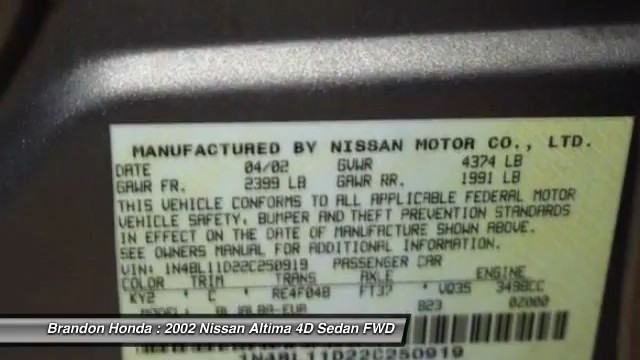 MANUFACTURED BY NISSAN MOTOR CO., LTD.
DATE 04/02 GVWR 4374 LB
GAWR FR. 2399 LB GAWR RR. 1991 LB
THIS VEHICLE CONFORMS TO ALL APPLICABLE FEDERAL MOTOR
VEHICLE SAFETY, BUMPER AND THEFT PREVENTION STANDARDS
IN EFFECT ON THE DATE OF MANUFACTURE SHOWN ABOVE.
SEE OWNERS MANUAL FOR ADDITIONAL INFORMATION.
VIN: 1N4BL11D22C250919 PASSENGER CAR
COLOR TRIM TRANS AXLE ENGINE
KY2 C RE4F04B FT37 VQ35 3498CC
B23 0Z000
Brandon Honda : 2002 Nissan Altima 4D Sedan FWD
1N4BL11D22C250919